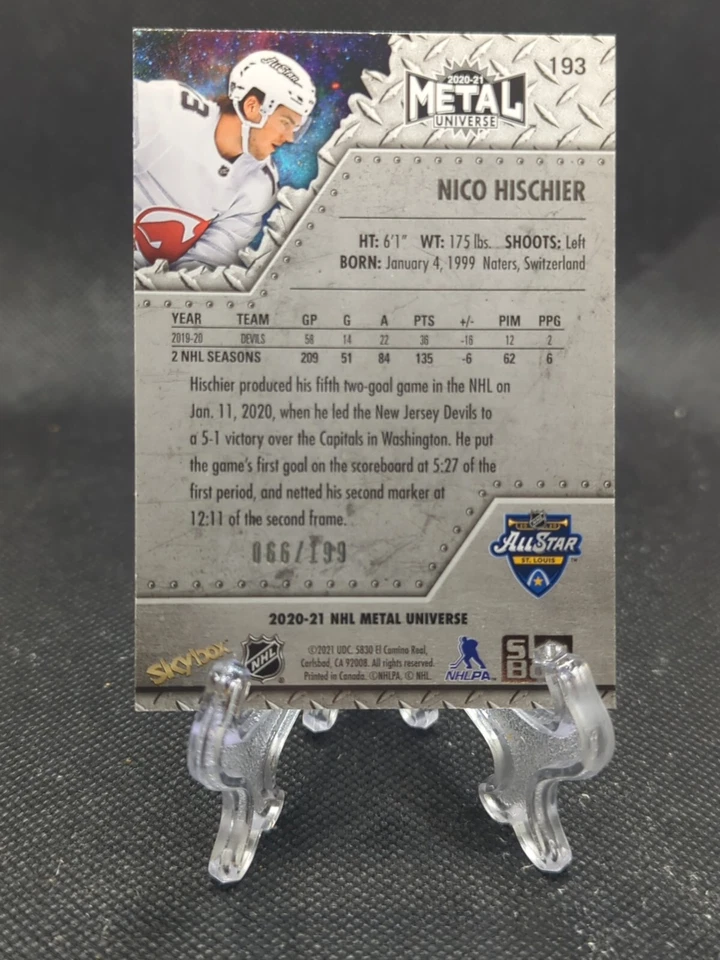 193
2020-21
METAL
UNIVERSE
AllStar
3
NICO HISCHIER
HT: 6'1" WT: 175 lbs. SHOOTS: Left
BORN: January 4, 1999 Naters, Switzerland
YEAR TEAM GP G A PTS +/- PIM PPG
2019-20 DEVILS 58 14 22 36 -16 12 2
2 NHL SEASONS 209 51 84 135 -6 62 6
Hischier produced his fifth two-goal game in the NHL on
Jan. 11, 2020, when he led the New Jersey Devils to
a 5-1 victory over the Capitals in Washington. He put
the game's first goal on the scoreboard at 5:27 of the
first period, and netted his second marker at
12:11 of the second frame.
066/199
NHL
ALLSTAR
ST. LOUIS
2020-21 NHL METAL UNIVERSE
Skybox
NHL
©2021 UDC. 5830 El Camino Real,
Carlsbad, CA 92008. All rights reserved.
Printed in Canada. ©NHLPA, © NHL.
NHLPA